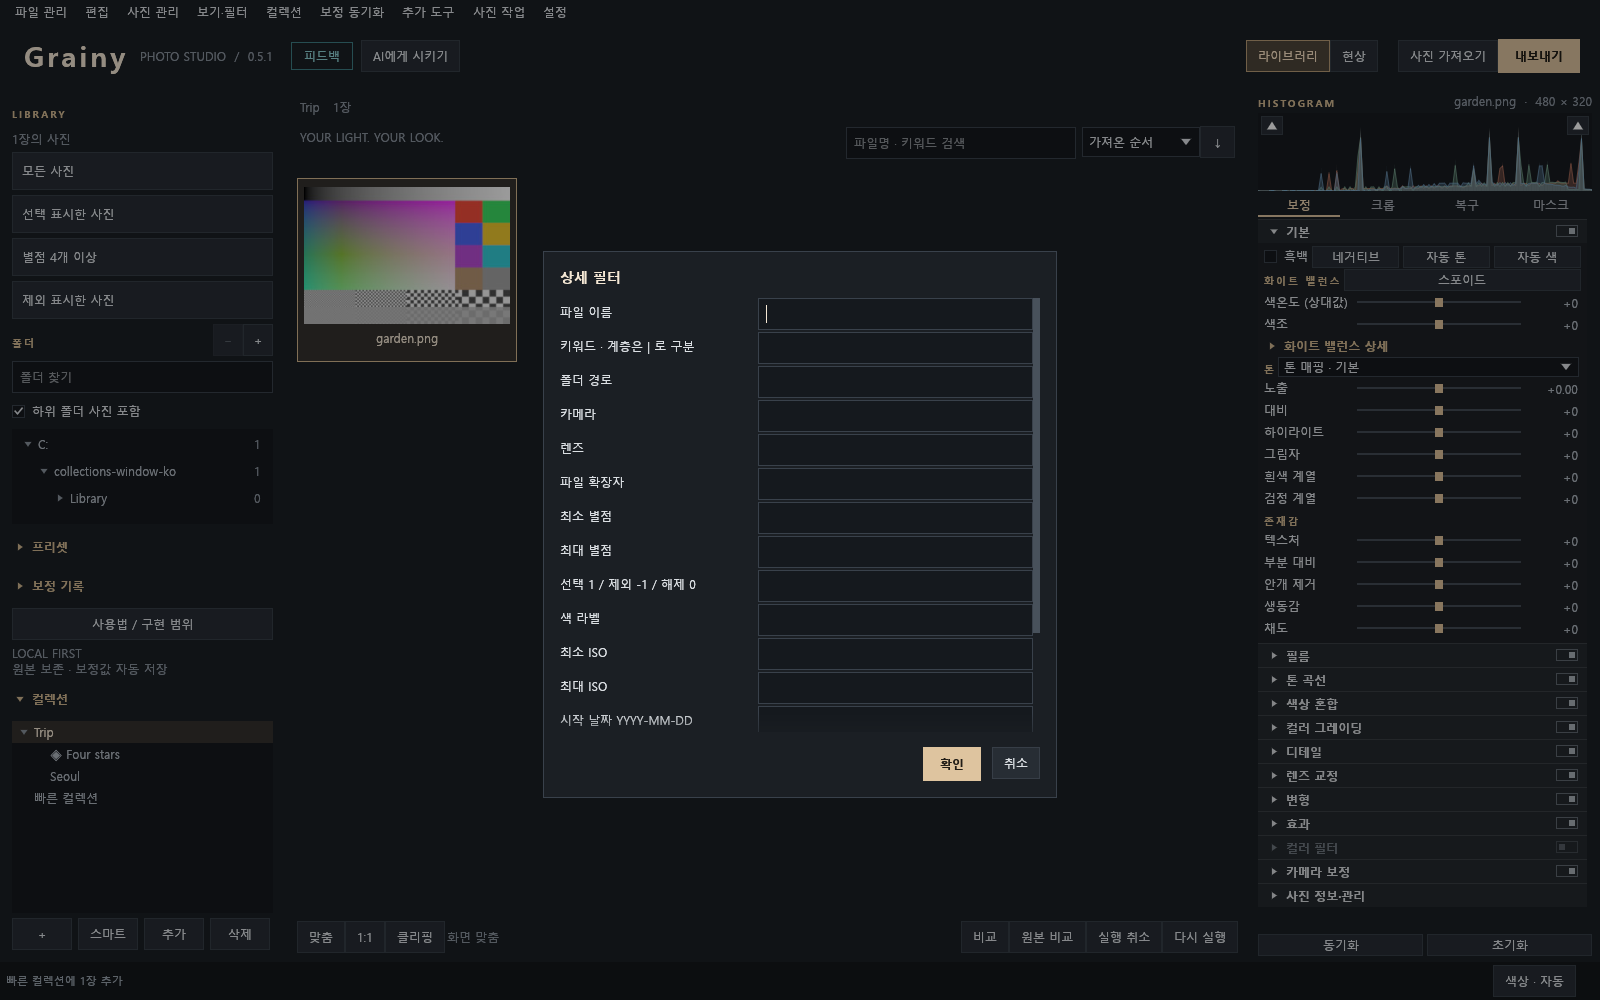 파일 관리 편집 사진 관리 보기·필터 컬렉션 보정 동기화 추가 도구 사진 작업 설정
Grainy PHOTO STUDIO / 0.5.1 피드백 AI에게 시키기 라이브러리 현상 사진 가져오기 내보내기
LIBRARY
1장의 사진
모든 사진
선택 표시한 사진
별점 4개 이상
제외 표시한 사진
폴더 − +
폴더 찾기
하위 폴더 사진 포함
C: 1
collections-window-ko 1
Library 0
프리셋
보정 기록
사용법 / 구현 범위
LOCAL FIRST
원본 보존 · 보정값 자동 저장
컬렉션
Trip
Four stars
Seoul
빠른 컬렉션
+ 스마트 추가 삭제
빠른 컬렉션에 1장 추가
Trip 1장
YOUR LIGHT. YOUR LOOK.
파일명 · 키워드 검색 가져온 순서 ↓
garden.png
상세 필터
파일 이름
키워드 · 계층은 | 로 구분
폴더 경로
카메라
렌즈
파일 확장자
최소 별점
최대 별점
선택 1 / 제외 -1 / 해제 0
색 라벨
최소 ISO
최대 ISO
시작 날짜 YYYY-MM-DD
확인 취소
맞춤 1:1 클리핑 화면 맞춤 비교 원본 비교 실행 취소 다시 실행
HISTOGRAM garden.png · 480 × 320
보정 크롭 복구 마스크
기본
흑백 네거티브 자동 톤 자동 색
화이트 밸런스 스포이드
색온도 (상대값) +0
색조 +0
화이트 밸런스 상세
톤 톤 매핑 · 기본
노출 +0.00
대비 +0
하이라이트 +0
그림자 +0
흰색 계열 +0
검정 계열 +0
존재감
텍스처 +0
부분 대비 +0
안개 제거 +0
생동감 +0
채도 +0
필름
톤 곡선
색상 혼합
컬러 그레이딩
디테일
렌즈 교정
변형
효과
컬러 필터
카메라 보정
사진 정보·관리
동기화 초기화
색상 · 자동